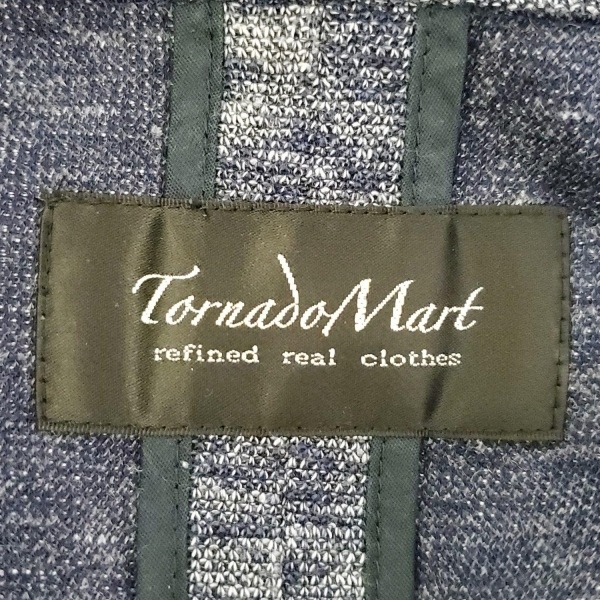 TornadoMart
refined real clothes